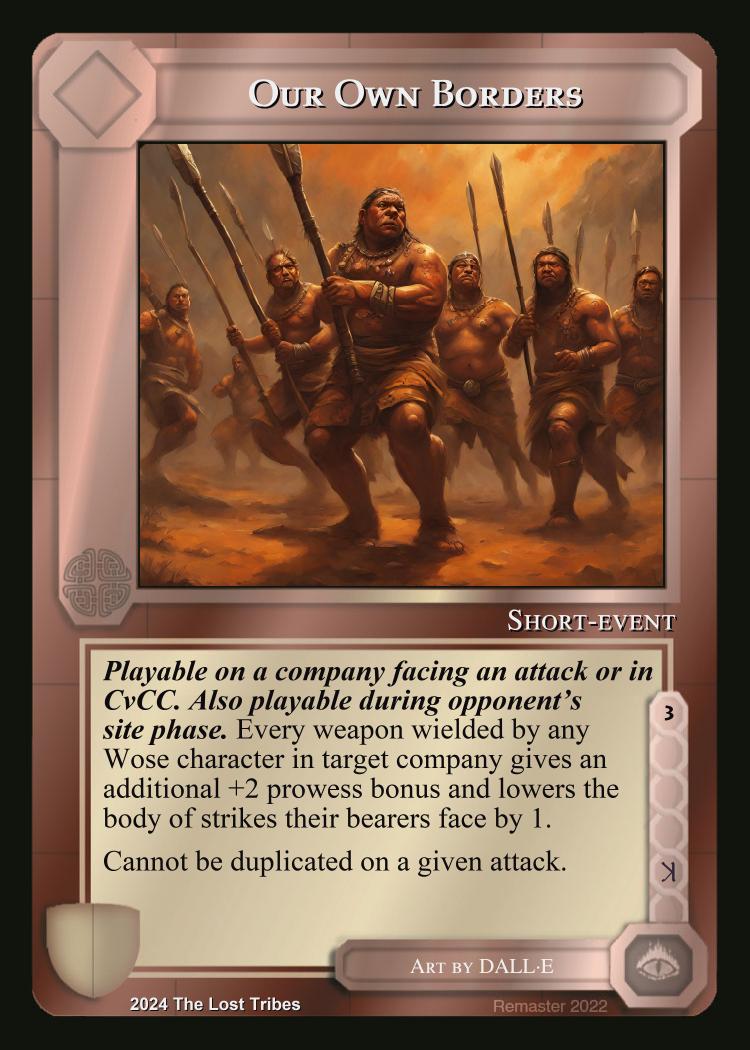 Our Own Borders
Short-event
Playable on a company facing an attack or in
CvCC. Also playable during opponent's
site phase. Every weapon wielded by any
Wose character in target company gives an
additional +2 prowess bonus and lowers the
body of strikes their bearers face by 1.
Cannot be duplicated on a given attack.
3
Art by DALL·E
2024 The Lost Tribes
Remaster 2022